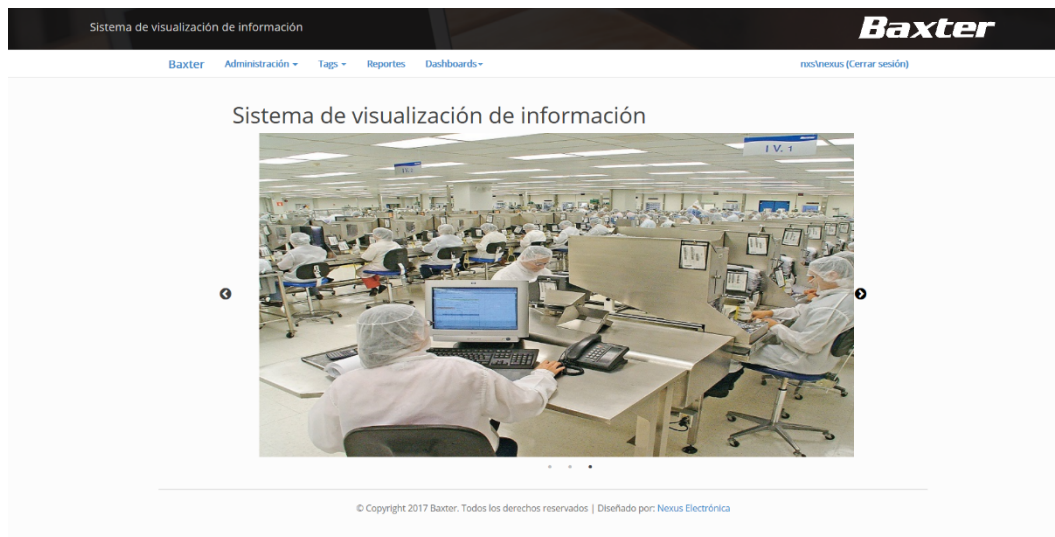 Sistema de visualización de información
Baxter
Baxter Administración Tags Reportes Dashboards nxs\nexus (Cerrar sesión)
Sistema de visualización de información
I V. 1
© Copyright 2017 Baxter. Todos los derechos reservados | Diseñado por: Nexus Electrónica